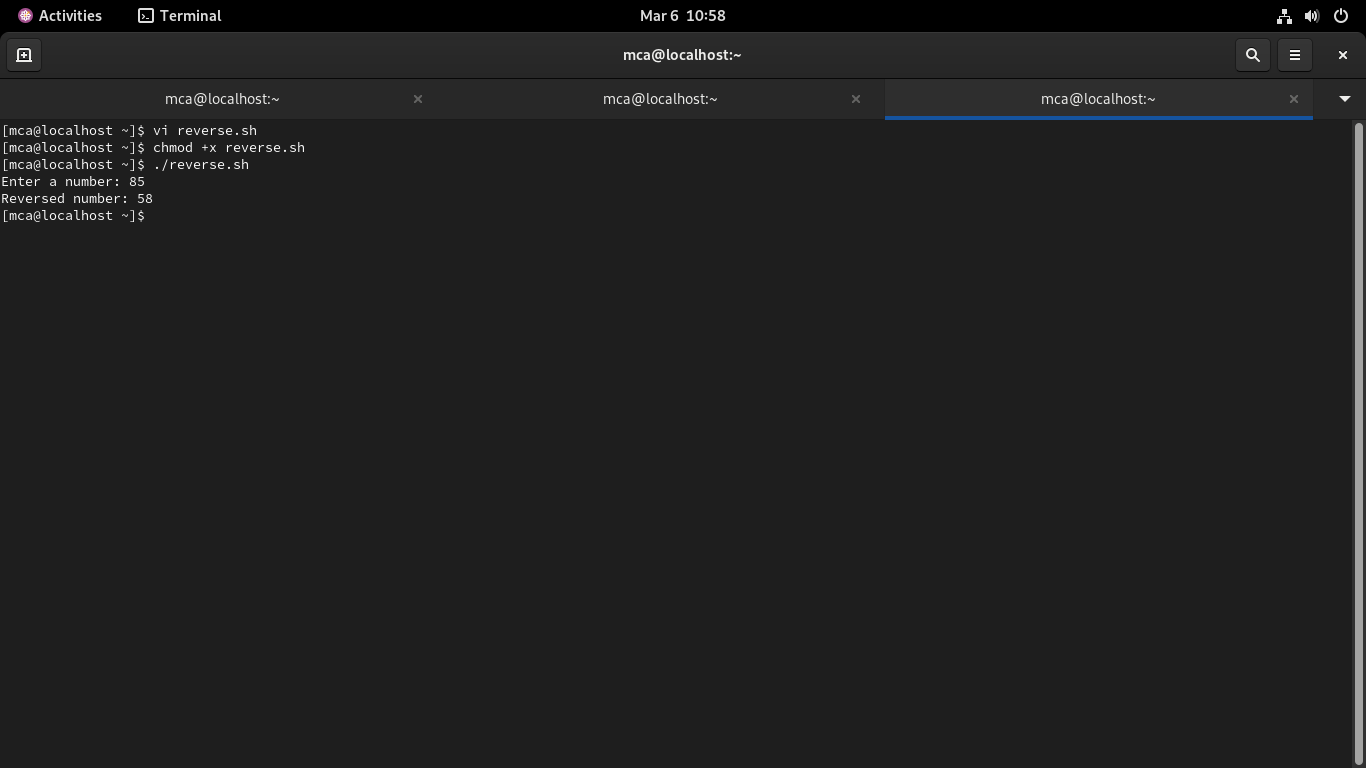 Activities Terminal Mar 6 10:58
mca@localhost:~
mca@localhost:~ mca@localhost:~ mca@localhost:~
[mca@localhost ~]$ vi reverse.sh
[mca@localhost ~]$ chmod +x reverse.sh
[mca@localhost ~]$ ./reverse.sh
Enter a number: 85
Reversed number: 58
[mca@localhost ~]$